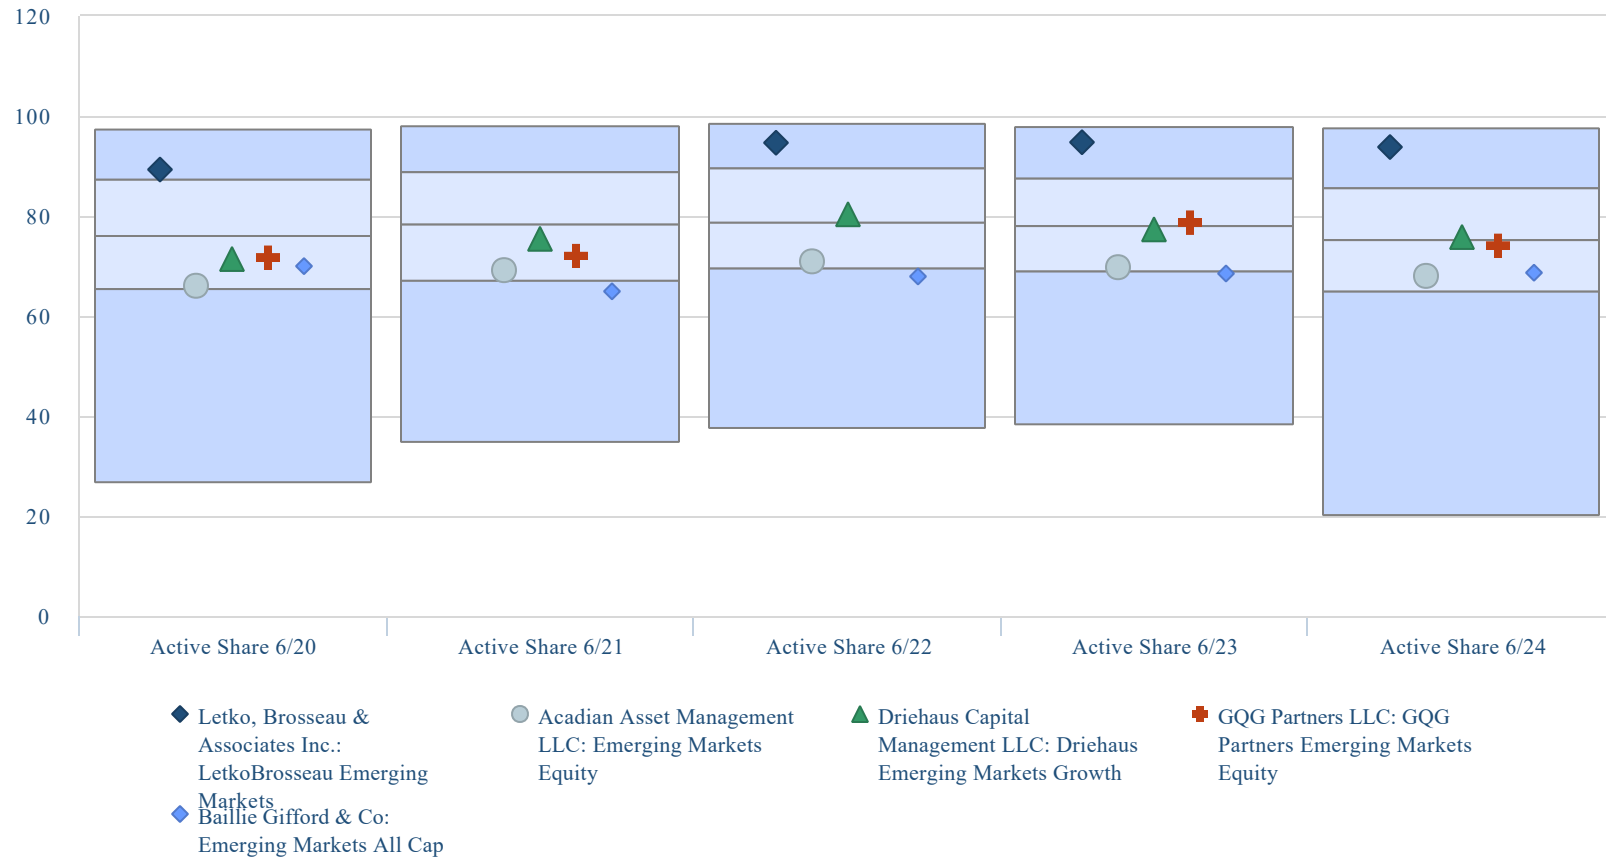 120
100
80
60
40
20
0
Active Share 6/20
Active Share 6/21
Active Share 6/22
Active Share 6/23
Active Share 6/24
Letko, Brosseau &
Associates Inc.:
LetkoBrosseau Emerging
Markets
Acadian Asset Management
LLC: Emerging Markets
Equity
Driehaus Capital
Management LLC: Driehaus
Emerging Markets Growth
GQG Partners LLC: GQG
Partners Emerging Markets
Equity
Baillie Gifford & Co:
Emerging Markets All Cap